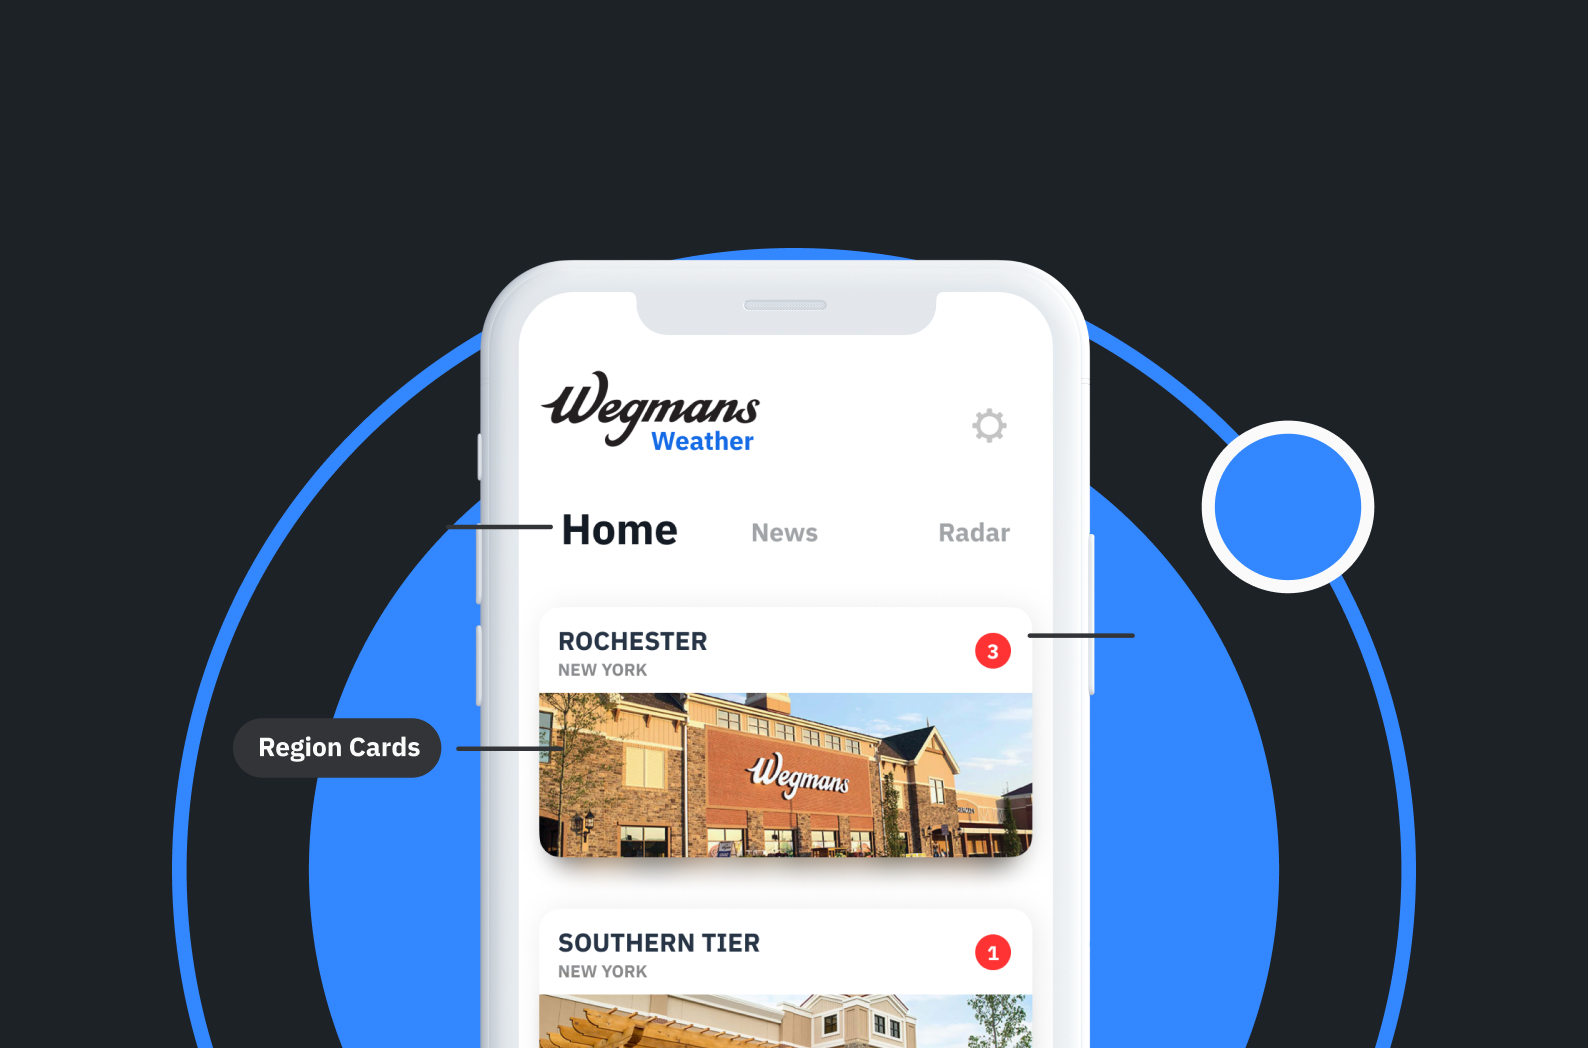 Wegmans
Weather
Home
News
Radar
ROCHESTER
3
NEW YORK
Region Cards
Wegmans
SOUTHERN TIER
1
NEW YORK